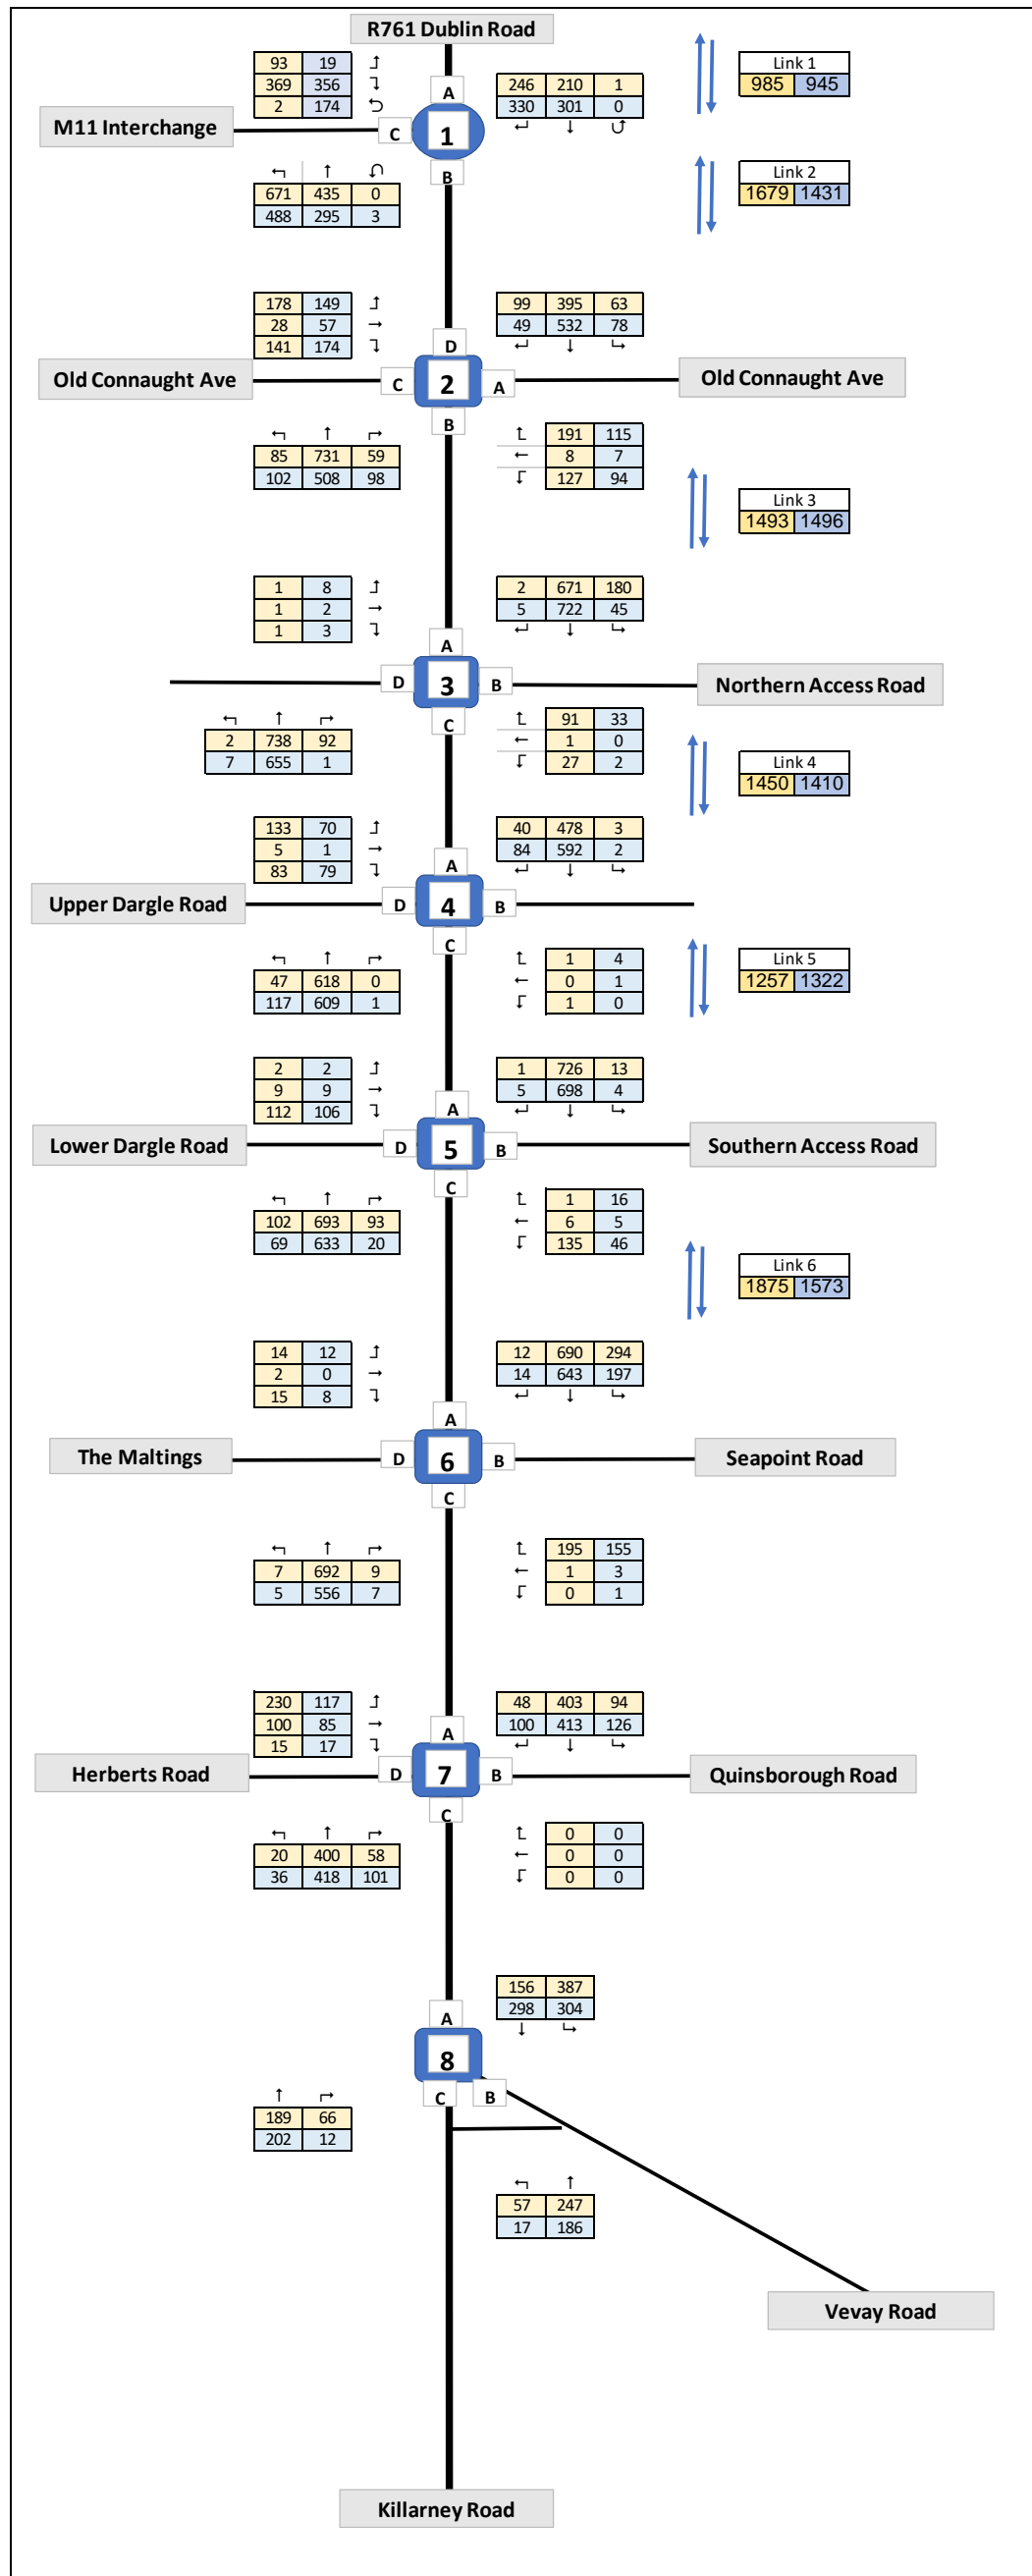 R761 Dublin Road
93 19
369 356
2 174
A
246 210 1
330 301 0
Link 1
985 945
M11 Interchange
C
1
B
671 435 0
488 295 3
Link 2
1679 1431
178 149
28 57
141 174
99 395 63
49 532 78
D
Old Connaught Ave
C
2
A
Old Connaught Ave
B
85 731 59
102 508 98
191 115
8 7
127 94
Link 3
1493 1496
1 8
1 2
1 3
2 671 180
5 722 45
A
D
3
B
Northern Access Road
C
2 738 92
7 655 1
91 33
1 0
27 2
Link 4
1450 1410
133 70
5 1
83 79
40 478 3
84 592 2
A
Upper Dargle Road
D
4
B
C
47 618 0
117 609 1
1 4
0 1
1 0
Link 5
1257 1322
2 2
9 9
112 106
1 726 13
5 698 4
A
Lower Dargle Road
D
5
B
Southern Access Road
C
102 693 93
69 633 20
1 16
6 5
135 46
Link 6
1875 1573
14 12
2 0
15 8
12 690 294
14 643 197
A
The Maltings
D
6
B
Seapoint Road
C
7 692 9
5 556 7
195 155
1 3
0 1
230 117
100 85
15 17
48 403 94
100 413 126
A
Herberts Road
D
7
B
Quinsborough Road
C
20 400 58
36 418 101
0 0
0 0
0 0
156 387
298 304
A
8
C
B
189 66
202 12
57 247
17 186
Vevay Road
Killarney Road